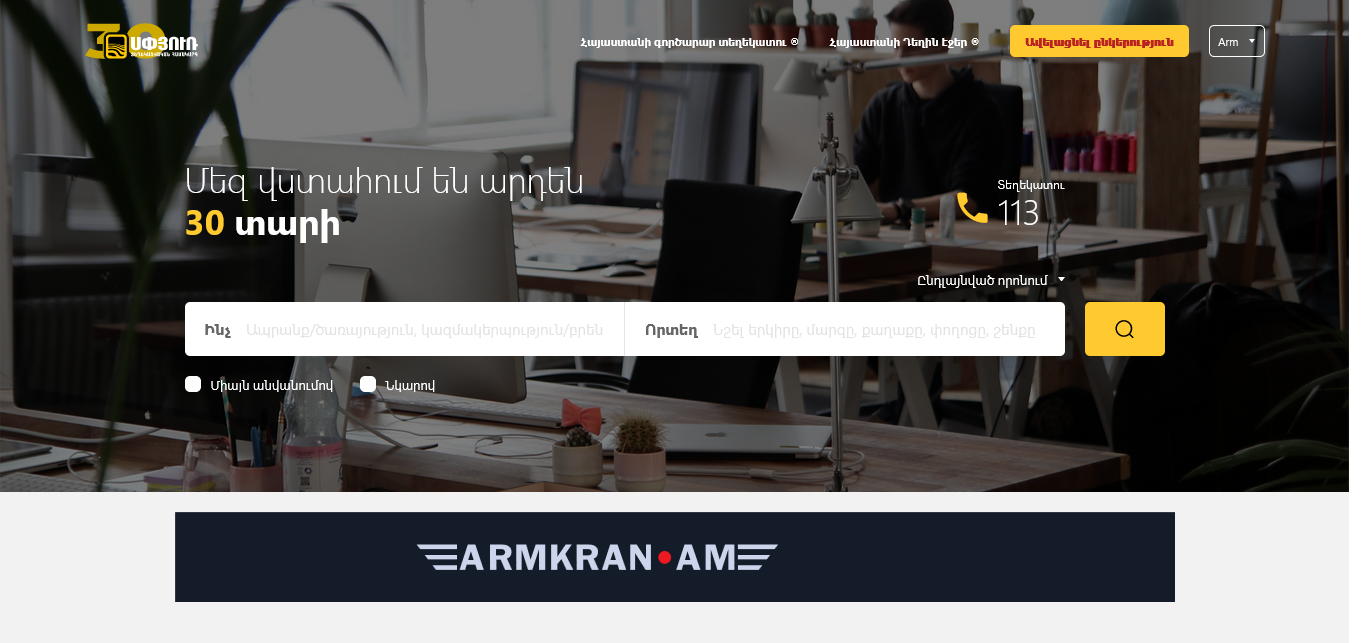 30 ՍՓՅՈՒՌ
Հայաստանի գործարար տեղեկատու ®
Հայաստանի Դեղին էջեր ®
Ավելացնել ընկերություն
Arm
Մեզ վստահում են արդեն
30 տարի
Տեղեկատու
113
Ընդլայնված որոնում
Ինչ Ապրանք/ծառայություն, կազմակերպություն/բրեն
Որտեղ Նշել երկիրը, մարզը, քաղաքը, փողոցը, շենքը
Միայն անվանումով
Նկարով
ARMKRAN•AM